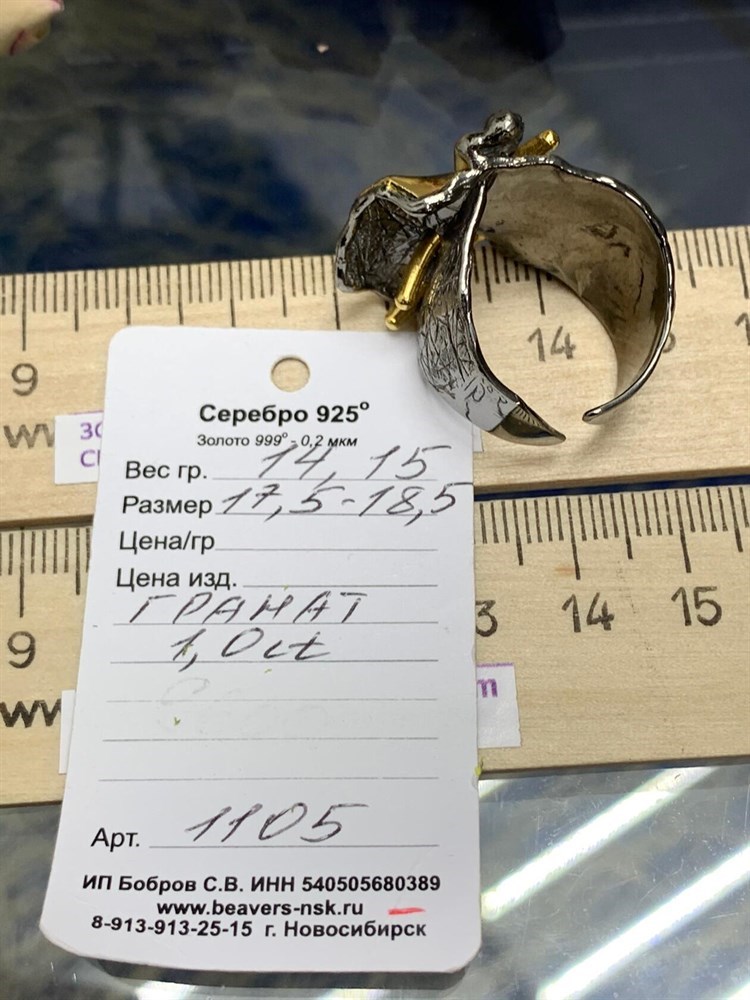 Серебро 925°
Золото 999° - 0,2 мкм
Вес гр. 14,15
Размер 17,5-18,5
Цена/гр
Цена изд.
ГРАНАТ
1,0 ct
Арт. 1105
ИП Бобров С.В. ИНН 540505680389
www.beavers-nsk.ru
8-913-913-25-15 г. Новосибирск
9
14
9
3
14
15